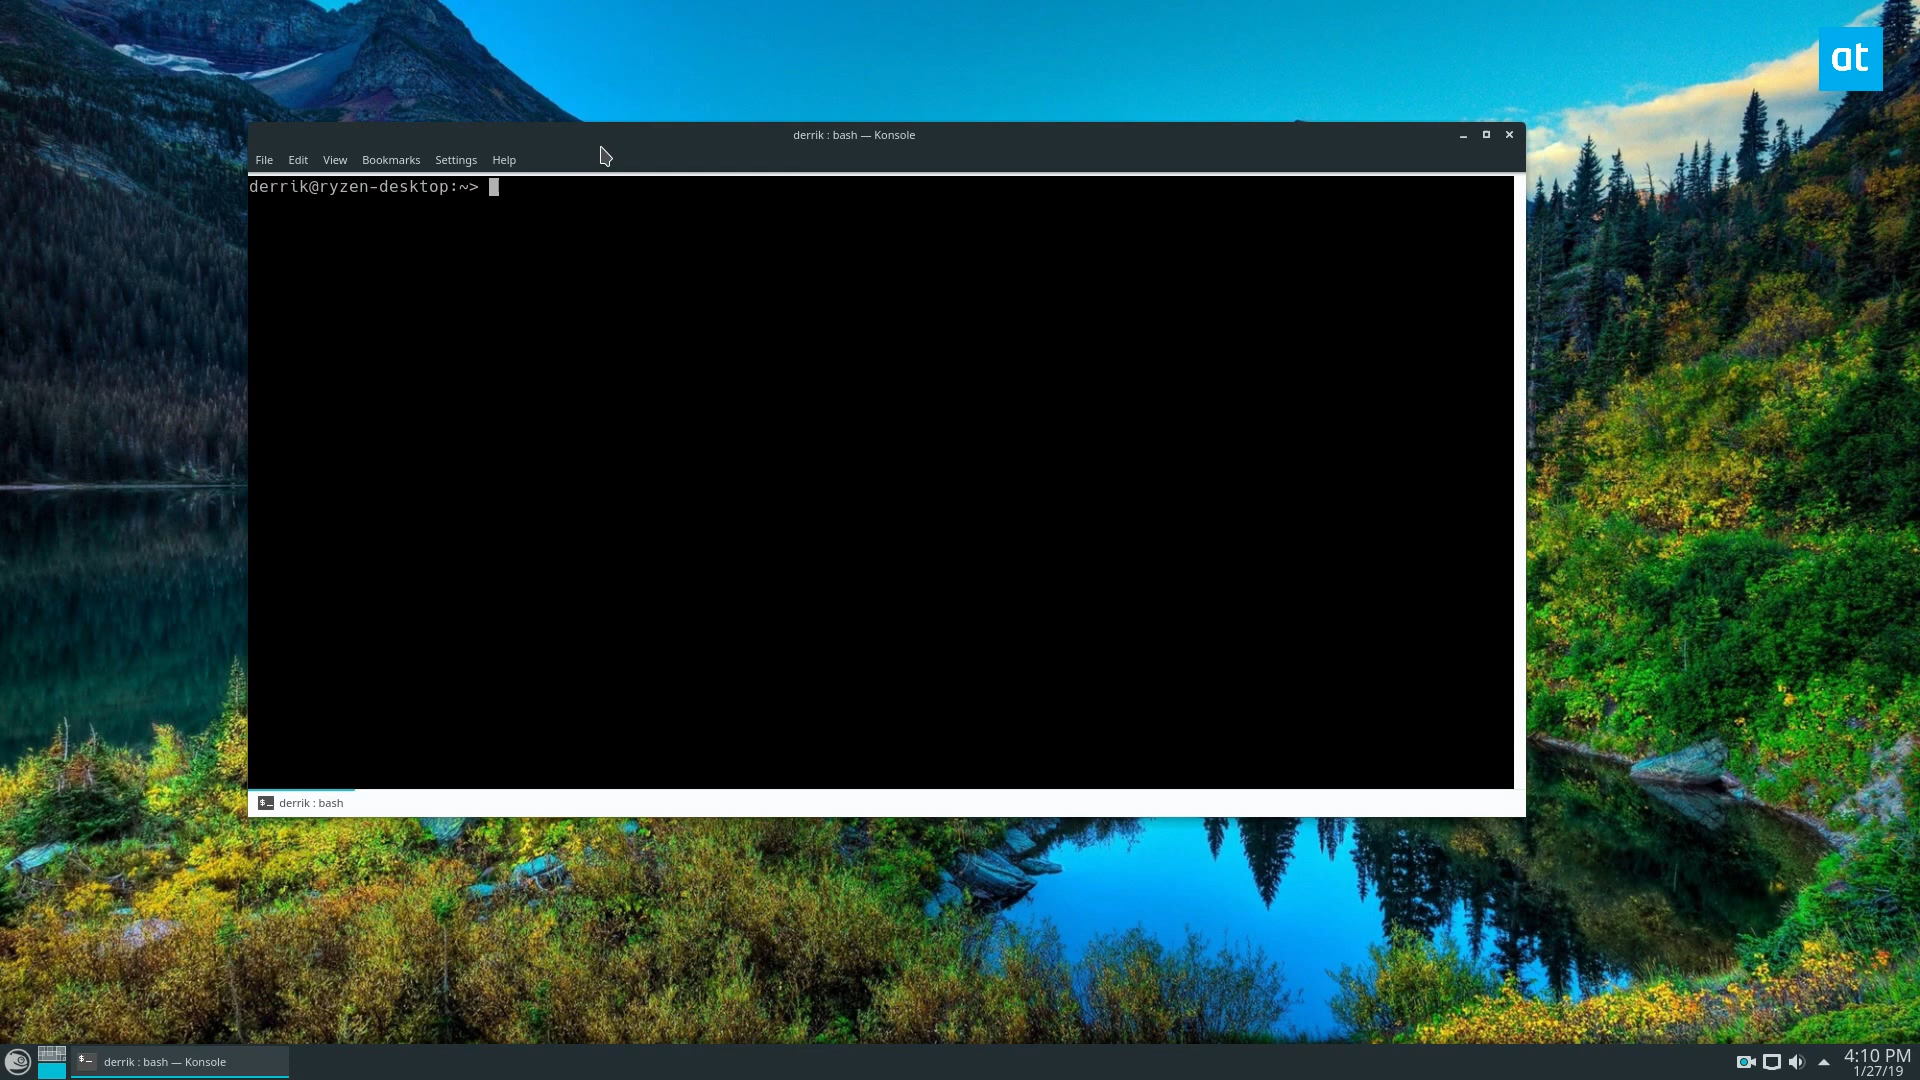 at
derrik : bash — Konsole
File Edit View Bookmarks Settings Help
derrik@ryzen-desktop:~>
$_ derrik : bash
$_ derrik : bash — Konsole
4:10 PM
1/27/19